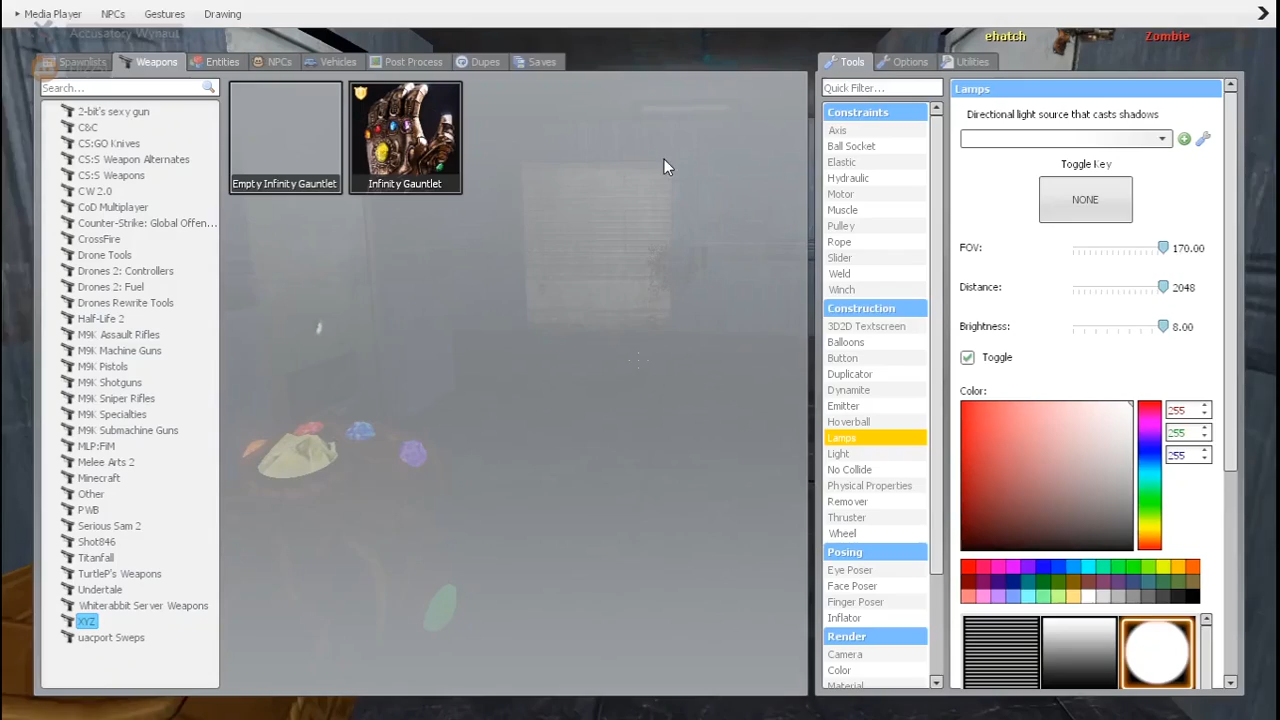 Media Player NPCs Gestures Drawing
Accusatory Wynaut
ehatch Zombie
Spawnlists Weapons Entities NPCs Vehicles Post Process Dupes Saves
Search...
2-bit's sexy gun
C&C
CS:GO Knives
CS:S Weapon Alternates
CS:S Weapons
CW 2.0
CoD Multiplayer
Counter-Strike: Global Offen...
CrossFire
Drone Tools
Drones 2: Controllers
Drones 2: Fuel
Drones Rewrite Tools
Half-Life 2
M9K Assault Rifles
M9K Machine Guns
M9K Pistols
M9K Shotguns
M9K Sniper Rifles
M9K Specialties
M9K Submachine Guns
MLP:FiM
Melee Arts 2
Minecraft
Other
PWB
Serious Sam 2
Shot846
Titanfall
TurtleP's Weapons
Undertale
Whiterabbit Server Weapons
XYZ
uacport Sweps
Empty Infinity Gauntlet
Infinity Gauntlet
Tools Options Utilities
Quick Filter...
Constraints
Axis
Ball Socket
Elastic
Hydraulic
Motor
Muscle
Pulley
Rope
Slider
Weld
Winch
Construction
3D2D Textscreen
Balloons
Button
Duplicator
Dynamite
Emitter
Hoverball
Lamps
Light
No Collide
Physical Properties
Remover
Thruster
Wheel
Posing
Eye Poser
Face Poser
Finger Poser
Inflator
Render
Camera
Color
Material
Lamps
Directional light source that casts shadows
Toggle Key
NONE
FOV: 170.00
Distance: 2048
Brightness: 8.00
Toggle
Color:
255
255
255